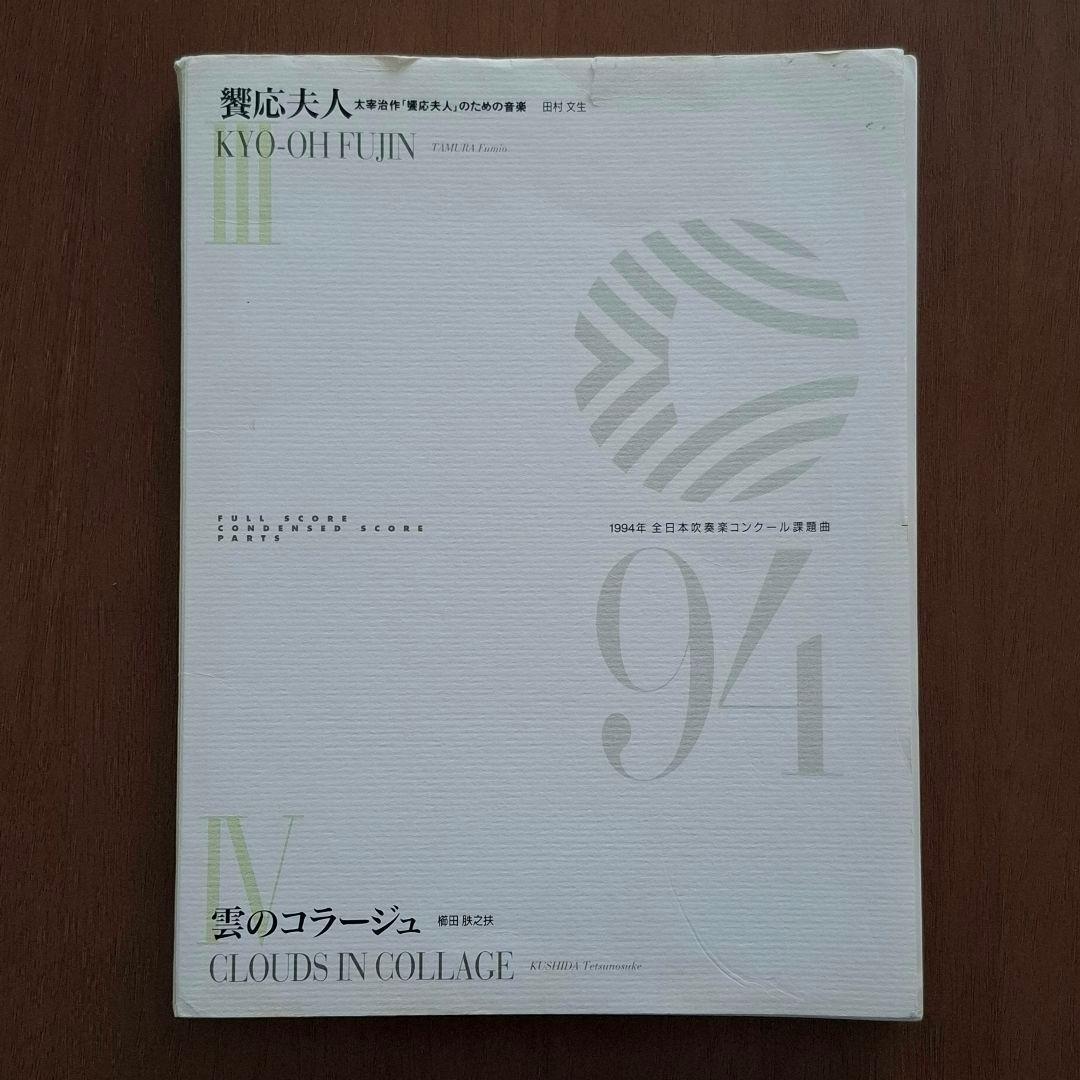 饗応夫人 太宰治作「饗応夫人」のための音楽 田村 文生
KYO-OH FUJIN TAMURA Fumio
III
FULL SCORE
CONDENSED SCORE
PARTS
1994年 全日本吹奏楽コンクール課題曲
94
IV
雲のコラージュ 櫛田 胅之扶
CLOUDS IN COLLAGE KUSHIDA Tetsunosuke